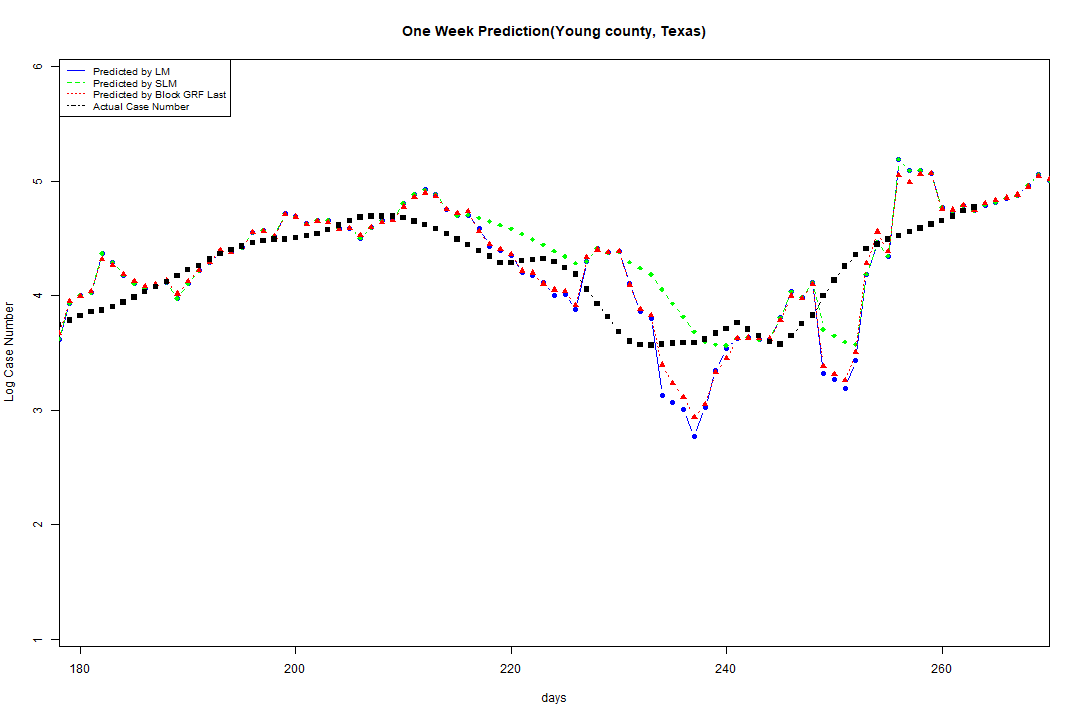 One Week Prediction(Young county, Texas)
Predicted by LM
Predicted by SLM
Predicted by Block GRF Last
Actual Case Number
6
5
4
3
2
1
Log Case Number
180 200 220 240 260
days